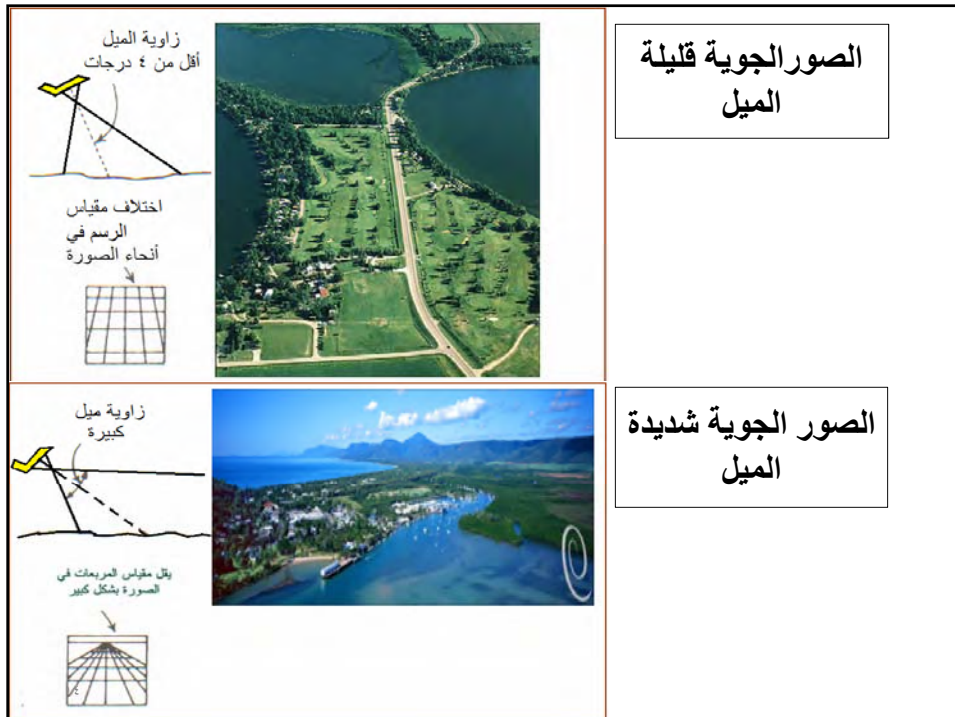 الصورالجوية قليلة
الميل
زاوية الميل
أقل من ٤ درجات
اختلاف مقياس
الرسم في
أنحاء الصورة
الصور الجوية شديدة
الميل
زاوية ميل
كبيرة
يقل مقياس المربعات في
الصورة بشكل كبير
٤